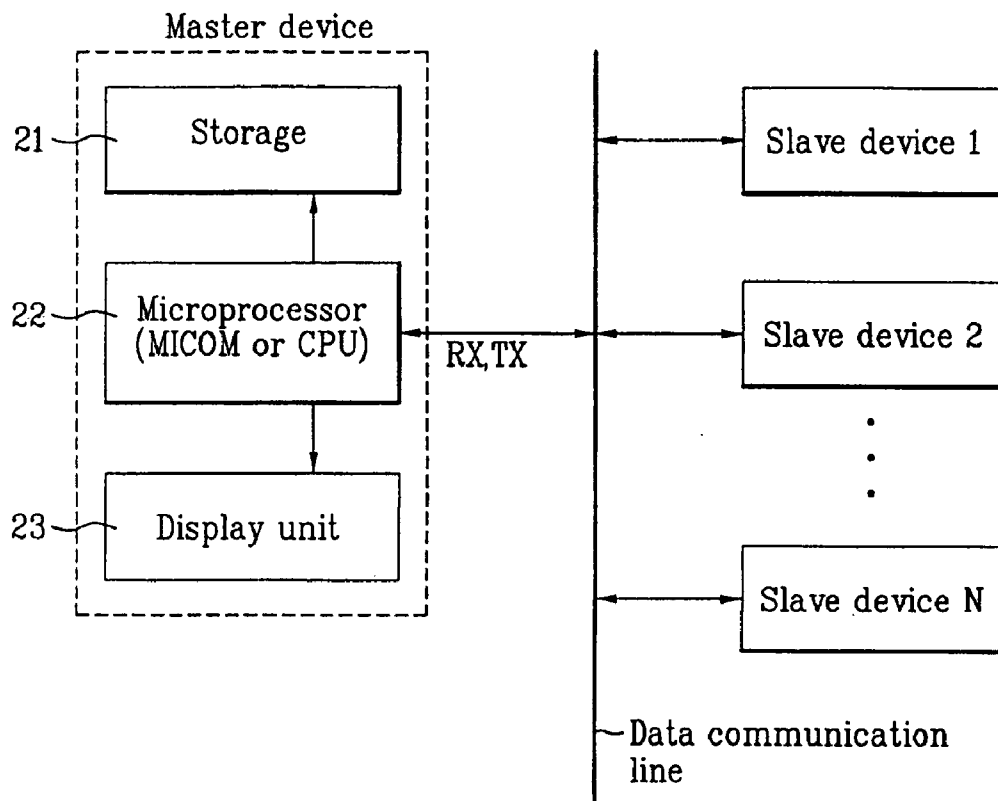 Master device
21
Storage
22
Microprocessor
(MICOM or CPU)
RX,TX
23
Display unit
Slave device 1
Slave device 2
Slave device N
Data communication
line